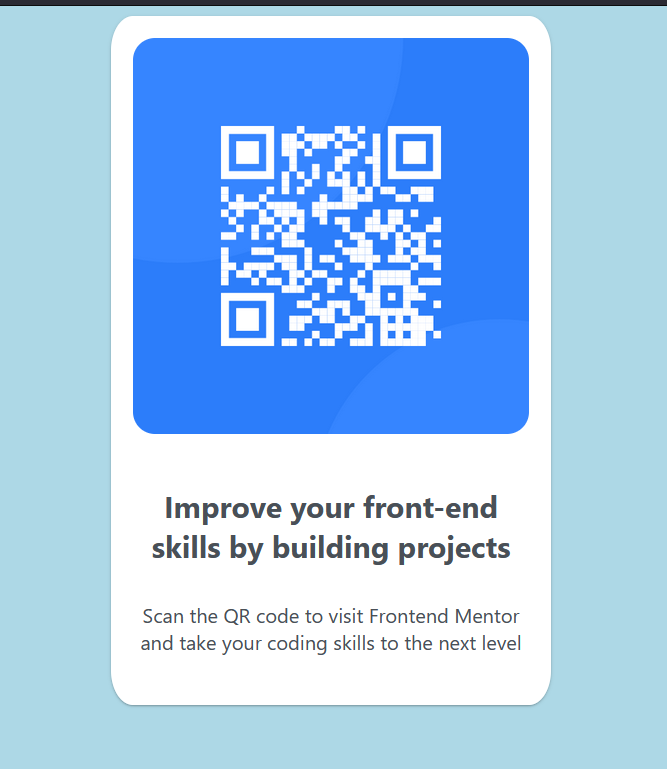 Improve your front-end
skills by building projects
Scan the QR code to visit Frontend Mentor
and take your coding skills to the next level